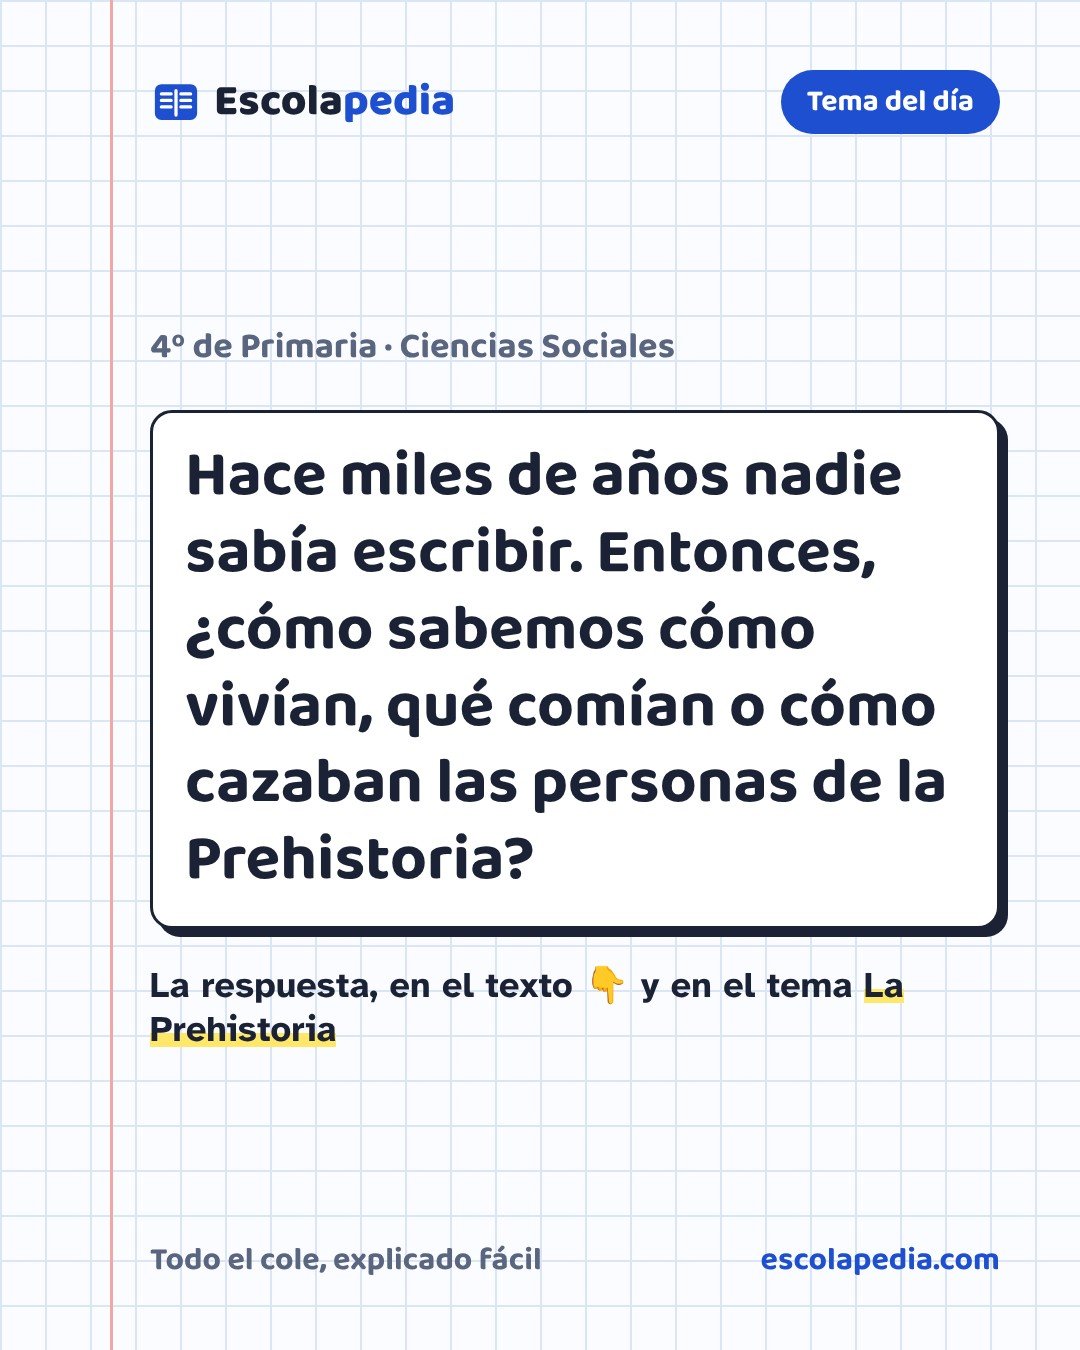 Escolapedia
Tema del día
4º de Primaria · Ciencias Sociales
Hace miles de años nadie
sabía escribir. Entonces,
¿cómo sabemos cómo
vivían, qué comían o cómo
cazaban las personas de la
Prehistoria?
La respuesta, en el texto 👇 y en el tema La
Prehistoria
Todo el cole, explicado fácil
escolapedia.com